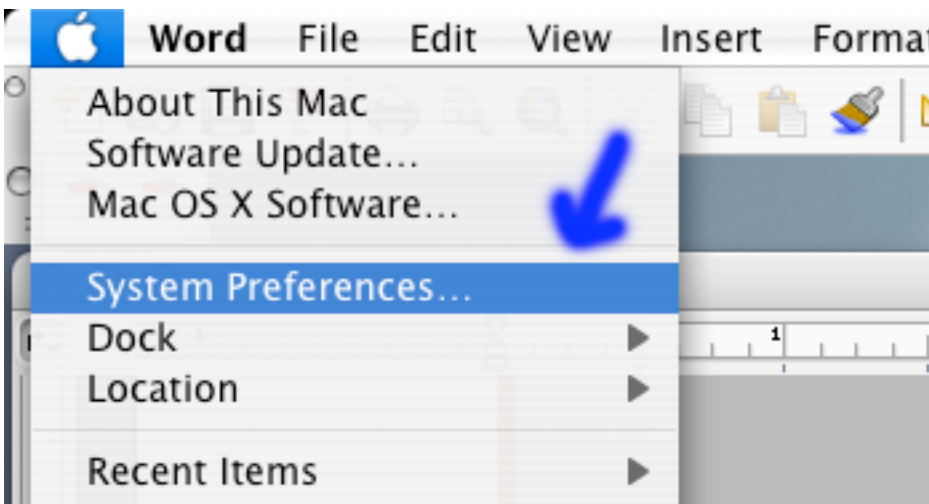 Word File Edit View Insert Forma
About This Mac
Software Update...
Mac OS X Software...
System Preferences...
Dock
1
Location
Recent Items